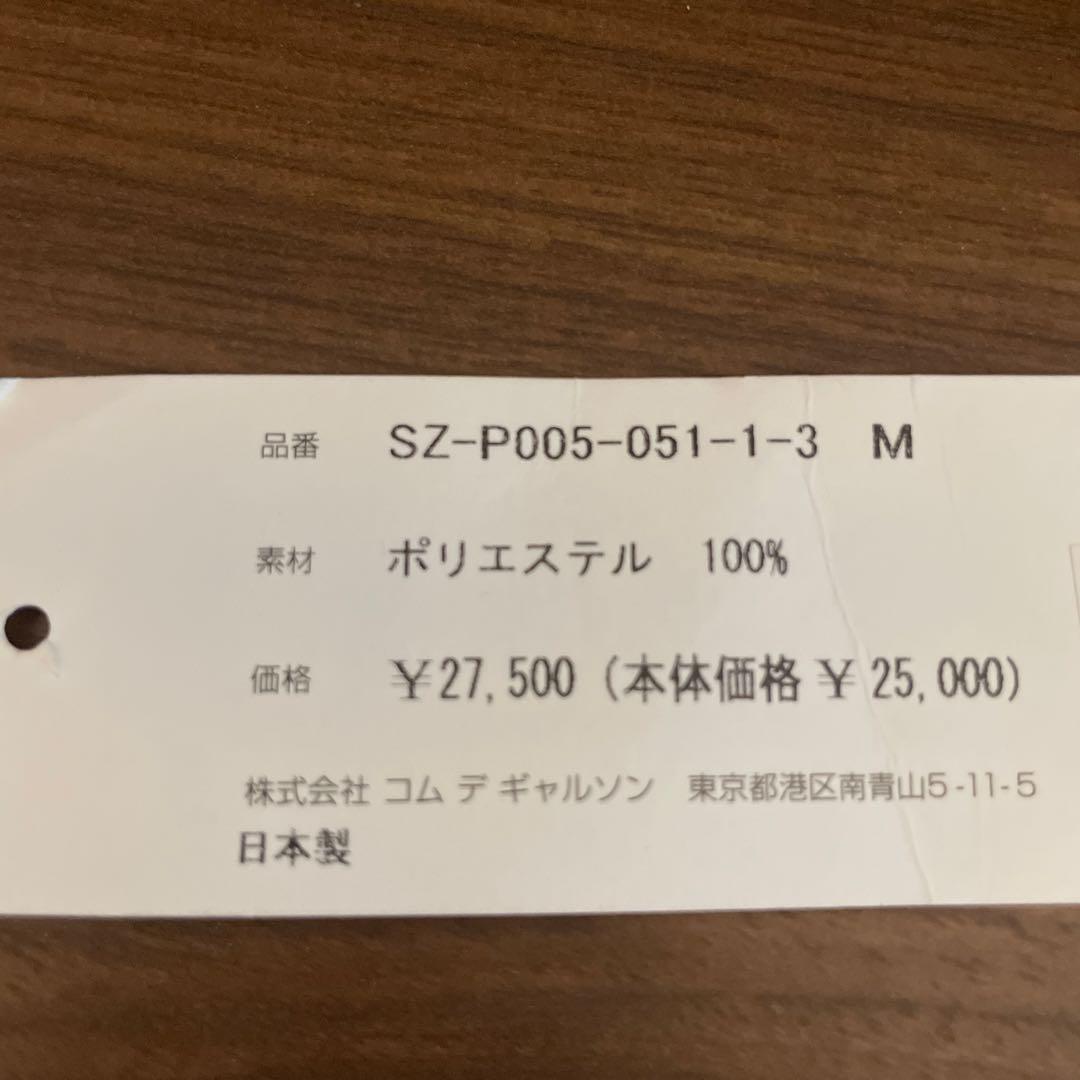 品番 SZ-P005-051-1-3 M
素材 ポリエステル 100%
価格 ¥27,500 (本体価格 ¥ 25,000)
株式会社 コム デ ギャルソン 東京都港区南青山5-11-5
日本製